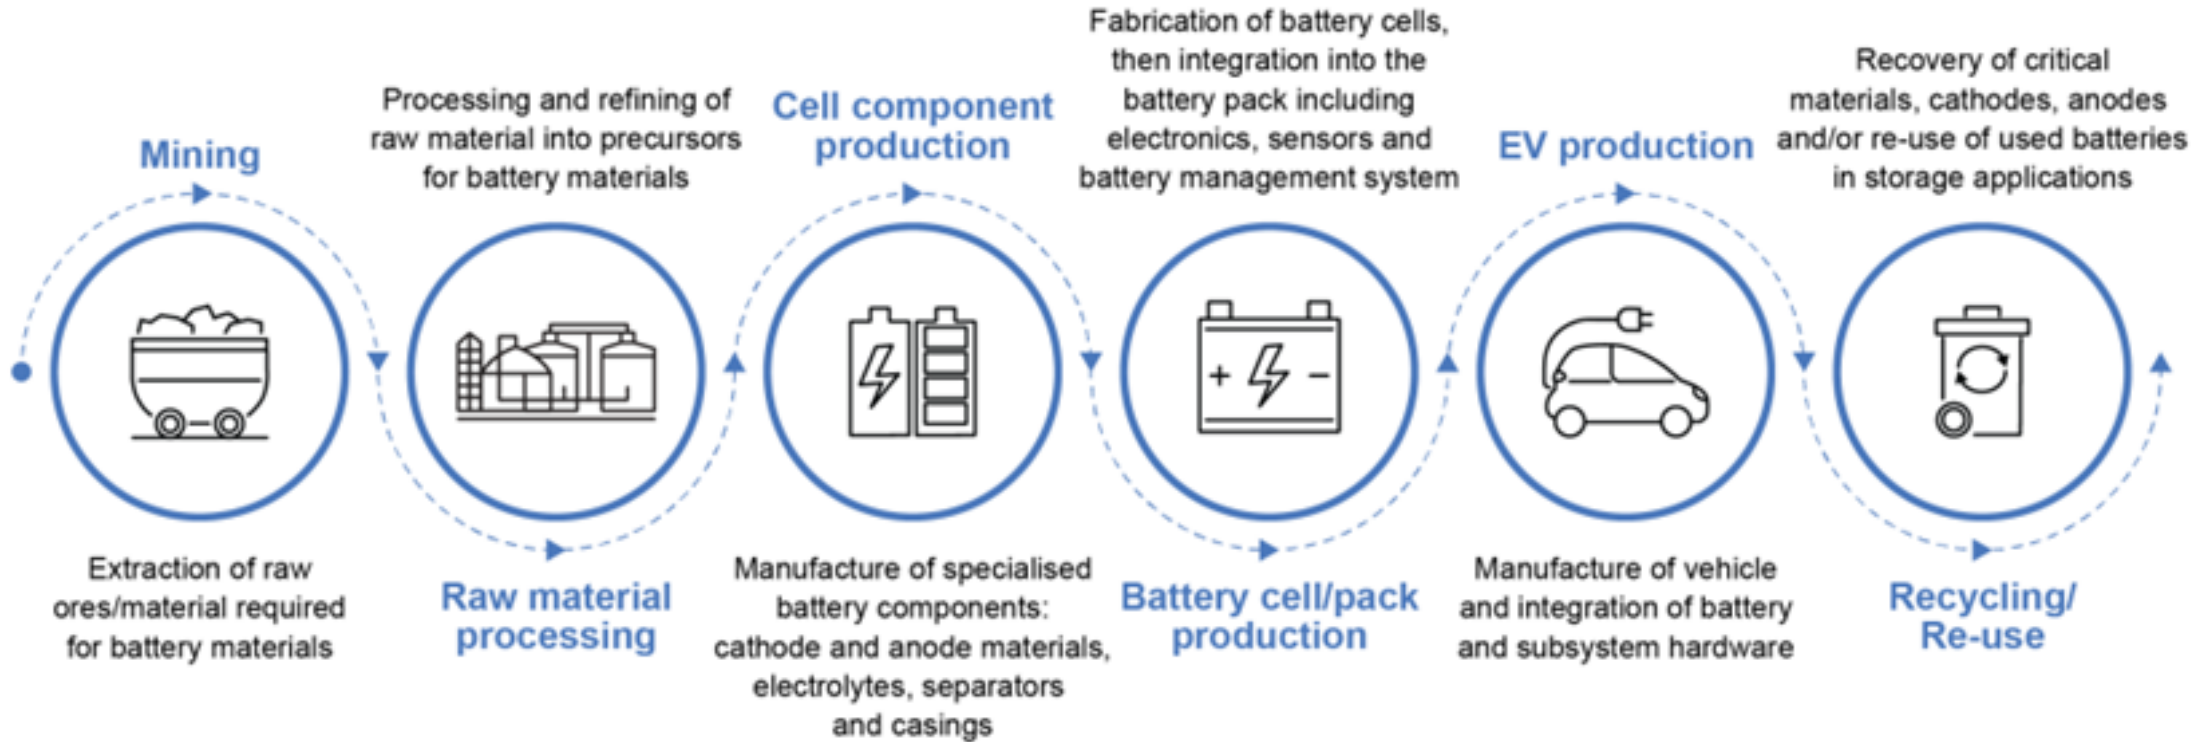 Mining
Extraction of raw
ores/material required
for battery materials
Processing and refining of
raw material into precursors
for battery materials
Raw material
processing
Cell component
production
Manufacture of specialised
battery components:
cathode and anode materials,
electrolytes, separators
and casings
Fabrication of battery cells,
then integration into the
battery pack including
electronics, sensors and
battery management system
+ −
Battery cell/pack
production
EV production
Manufacture of vehicle
and integration of battery
and subsystem hardware
Recovery of critical
materials, cathodes, anodes
and/or re-use of used batteries
in storage applications
Recycling/
Re-use